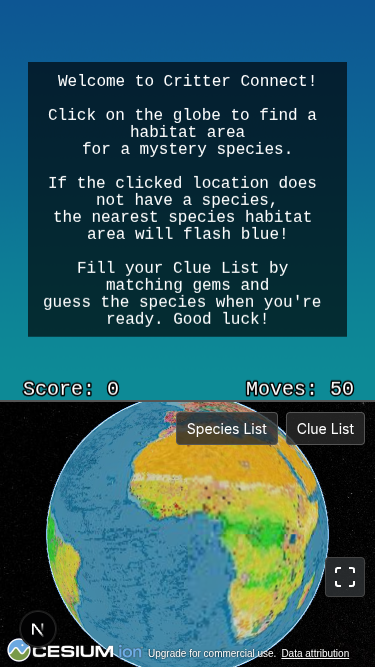 Welcome to Critter Connect!
Click on the globe to find a
habitat area
for a mystery species.
If the clicked location does
not have a species,
the nearest species habitat
area will flash blue!
Fill your Clue List by
matching gems and
guess the species when you're
ready. Good luck!
Score: 0 Moves: 50
Species List Clue List
N
CESIUM ion Upgrade for commercial use. Data attribution